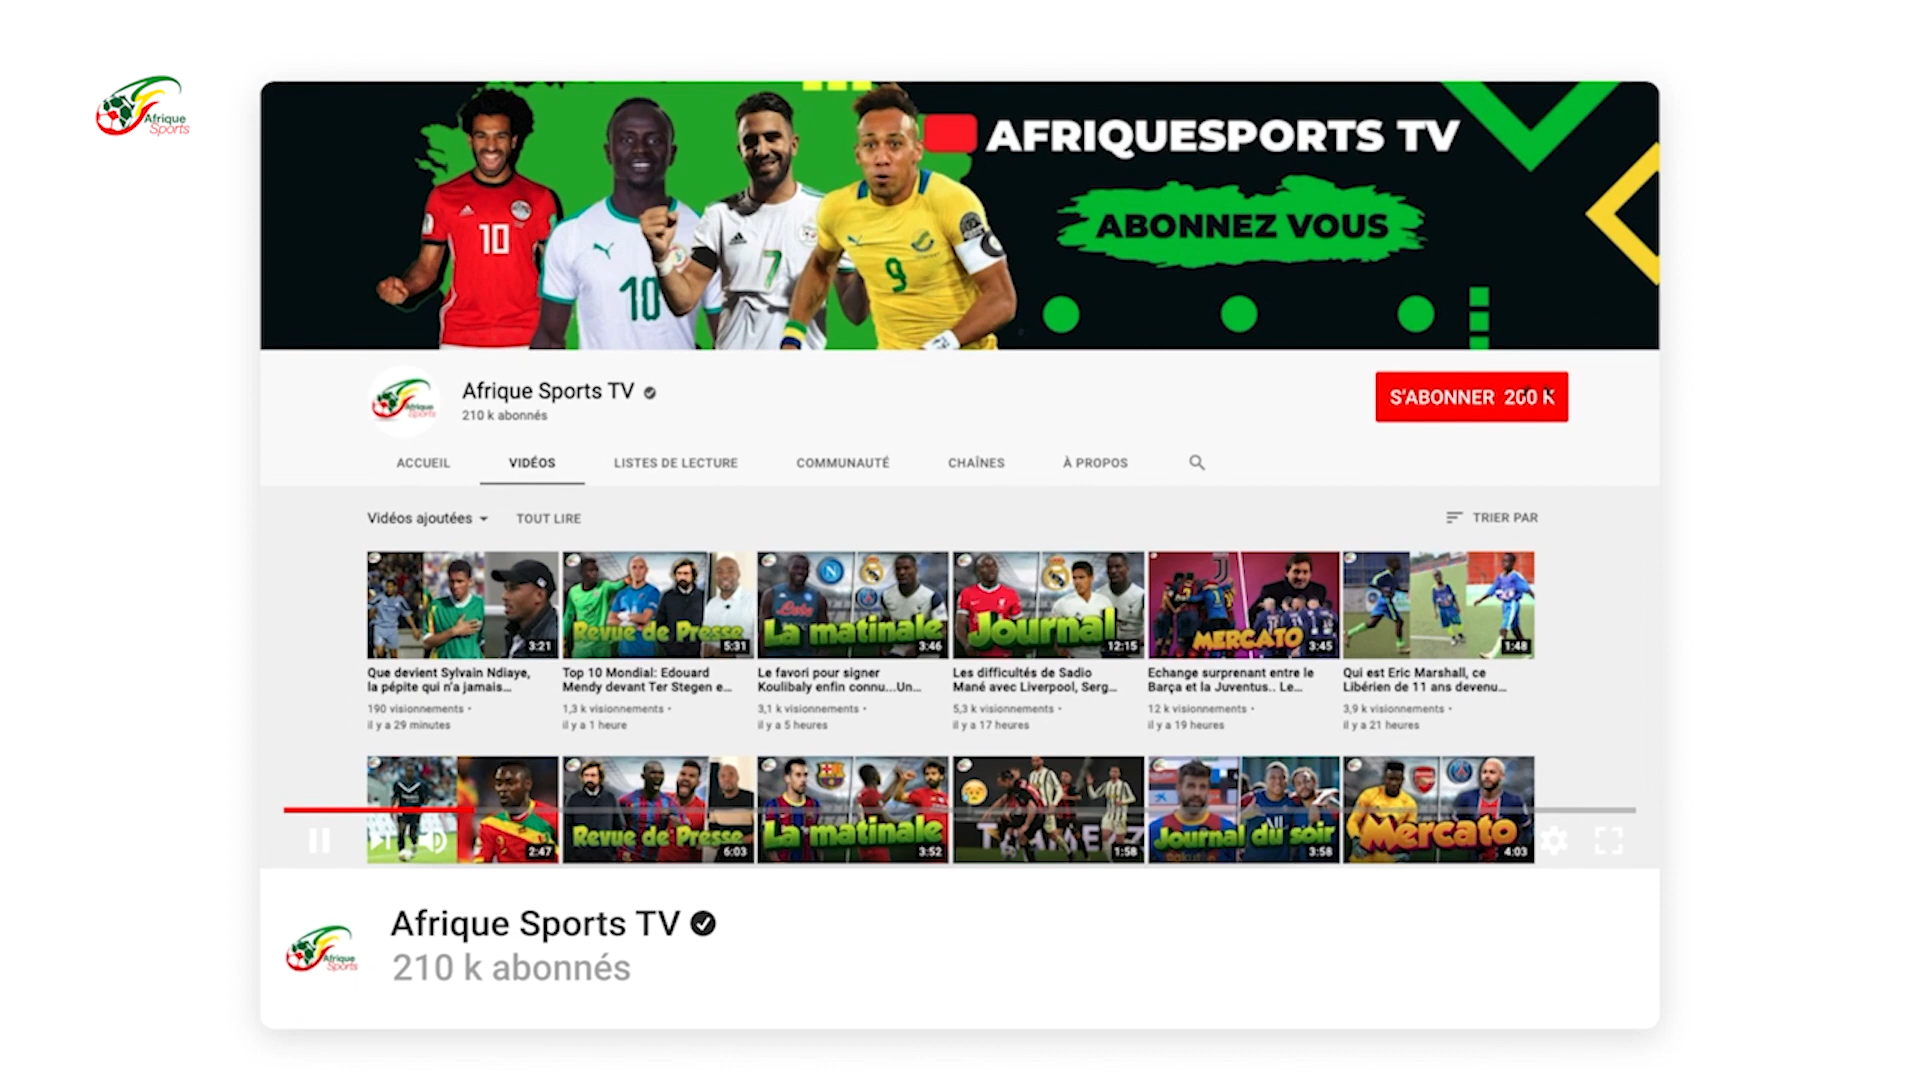 Afrique
Sports
AFRIQUESPORTS TV
ABONNEZ VOUS
10
10
7
9
Afrique Sports TV
210 k abonnés
S'ABONNER
ACCUEIL VIDÉOS LISTES DE LECTURE COMMUNAUTÉ CHAÎNES À PROPOS
Vidéos ajoutées TOUT LIRE TRIER PAR
3:21
Que devient Sylvain Ndiaye,
la pépite qui n'a jamais...
190 visionnements •
il y a 29 minutes
Revue de Presse
5:31
Top 10 Mondial: Edouard
Mendy devant Ter Stegen e...
1,3 k visionnements •
il y a 1 heure
La matinale
3:46
Le favori pour signer
Koulibaly enfin connu...Un...
3,1 k visionnements •
il y a 5 heures
Journal
12:15
Les difficultés de Sadio
Mané avec Liverpool, Serg...
5,3 k visionnements •
il y a 17 heures
MERCATO
3:45
Echange surprenant entre le
Barça et la Juventus.. Le...
12 k visionnements •
il y a 19 heures
1:48
Qui est Eric Marshall, ce
Libérien de 11 ans devenu...
3,9 k visionnements •
il y a 21 heures
2:47
Revue de Presse
6:03
La matinale
3:52
1:58
Journal du soir
3:58
Mercato
4:03
Afrique
Sports
Afrique Sports TV
210 k abonnés